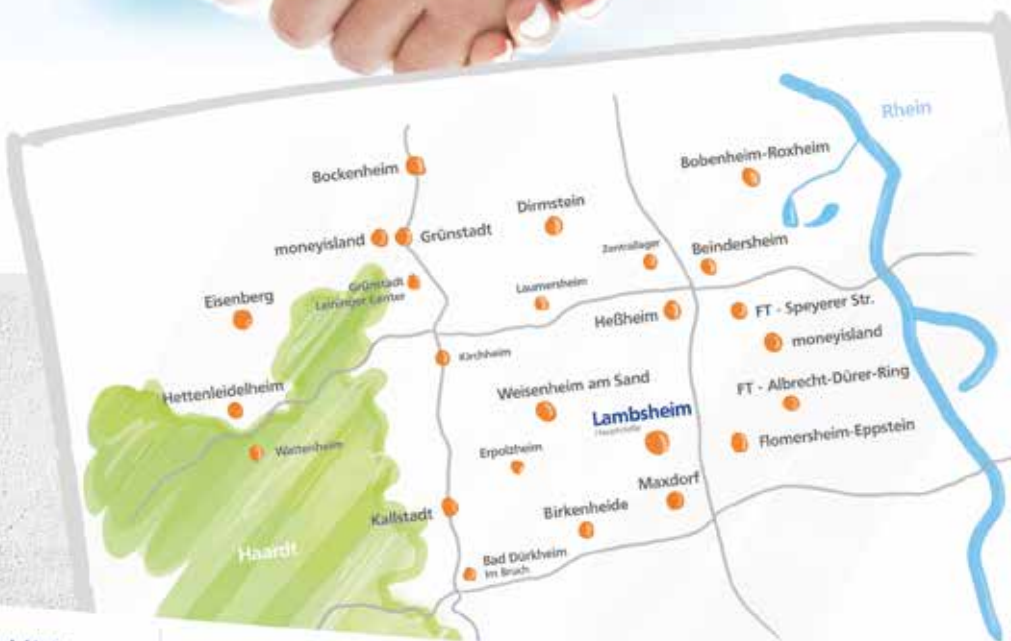 Rhein
Bobenheim-Roxheim
Bockenheim
Dirmstein
moneyisland
Grünstadt
Zentrallager
Beindersheim
Grünstadt
Leininger Center
Eisenberg
Laumersheim
Heßheim
FT - Speyerer Str.
moneyisland
Kirchheim
Hettenleidelheim
Weisenheim am Sand
FT - Albrecht-Dürer-Ring
Lambsheim
Hauptstelle
Wattenheim
Erpolzheim
Flomersheim-Eppstein
Maxdorf
Kallstadt
Birkenheide
Haardt
Bad Dürkheim
Im Bruch